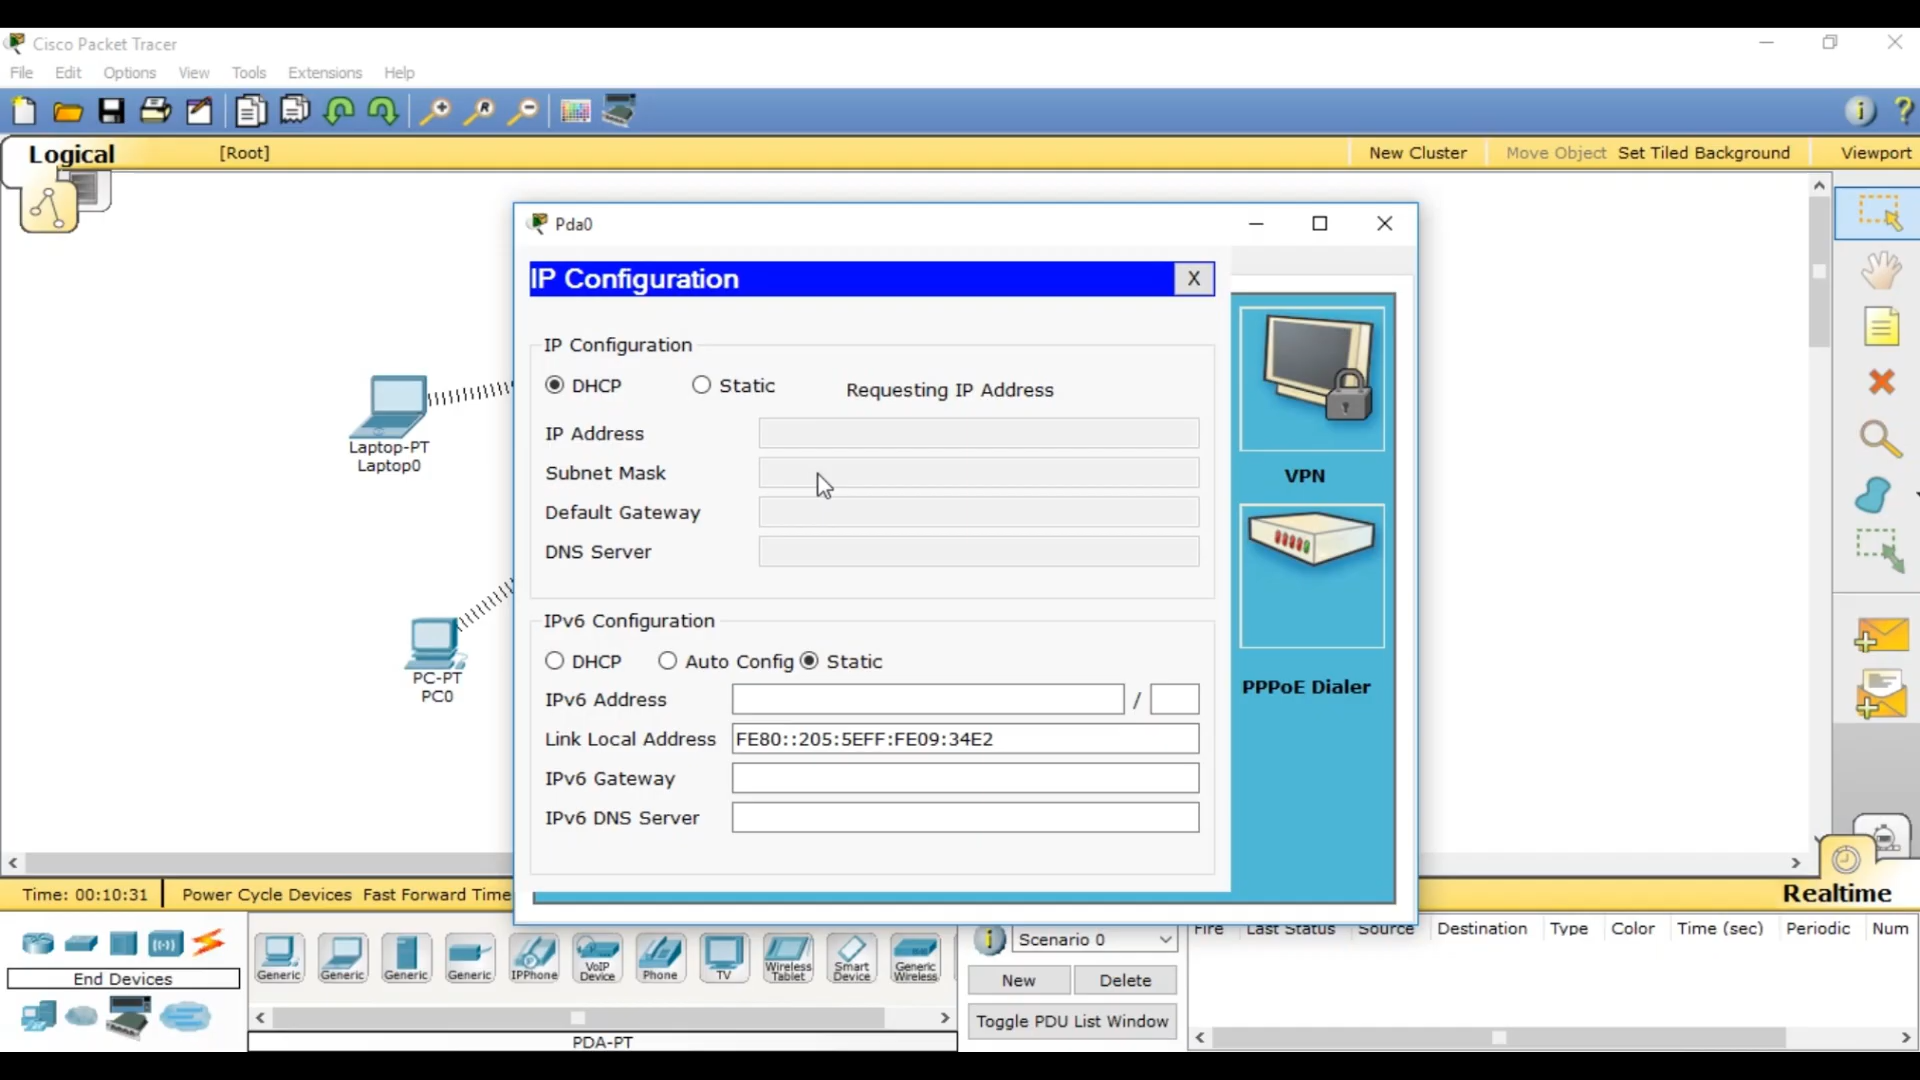 Cisco Packet Tracer
File Edit Options View Tools Extensions Help
Logical [Root] New Cluster Move Object Set Tiled Background Viewport
Pda0
IP Configuration X
IP Configuration
DHCP Static Requesting IP Address
IP Address
Subnet Mask
Default Gateway
DNS Server
IPv6 Configuration
DHCP Auto Config Static
IPv6 Address /
Link Local Address FE80::205:5EFF:FE09:34E2
IPv6 Gateway
IPv6 DNS Server
VPN
PPPoE Dialer
Laptop-PT
Laptop0
PC-PT
PC0
Time: 00:10:31 Power Cycle Devices Fast Forward Time
Realtime
End Devices
Generic Generic Generic Generic IPPhone VoIP Device Phone TV Wireless Tablet Smart Device Generic Wireless
PDA-PT
Scenario 0
New Delete
Toggle PDU List Window
Fire Last Status Source Destination Type Color Time (sec) Periodic Num